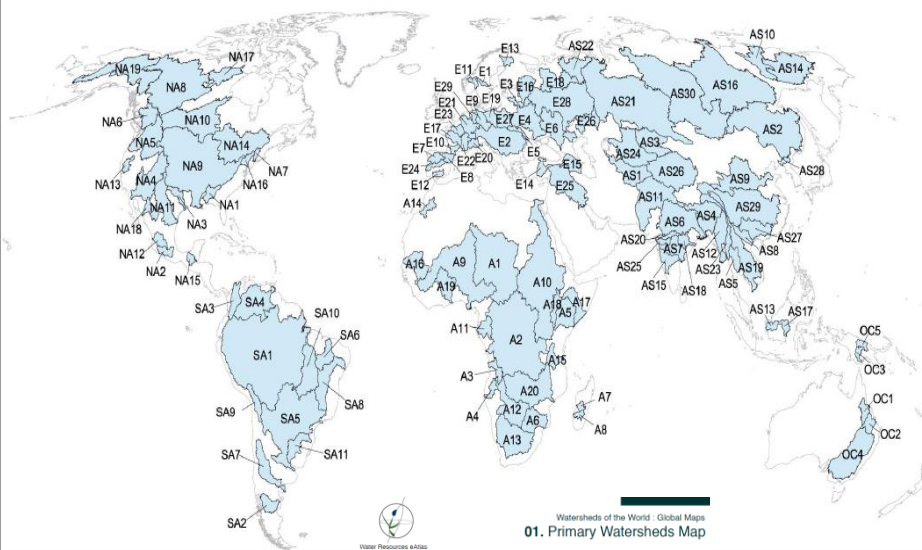 NA17
NA19
NA8
NA6
NA10
NA5
NA14
NA9
NA7
NA13
NA4
NA16
NA11
NA1
NA18
NA3
NA12
NA2
NA15
SA3
SA4
SA10
SA6
SA1
SA9
SA8
SA5
SA7
SA11
SA2
E13
AS22
E11
E1
E3
E16
E18
E29
E9
E19
E21
E28
E23
E27
E4
E17
E6
E26
E10
E2
E7
E5
E22
E20
E24
E8
E15
E12
E14
E25
A14
A16
A9
A1
A19
A10
A18
A17
A5
A11
A2
A15
A3
A20
A4
A12
A6
A7
A13
A8
AS10
AS14
AS21
AS30
AS16
AS2
AS3
AS24
AS28
AS1
AS26
AS9
AS11
AS29
AS6
AS4
AS20
AS7
AS27
AS12
AS8
AS25
AS23
AS19
AS15
AS18
AS5
AS13
AS17
OC5
OC3
OC1
OC2
OC4
Water Resources eAtlas
Watersheds of the World : Global Maps
01. Primary Watersheds Map